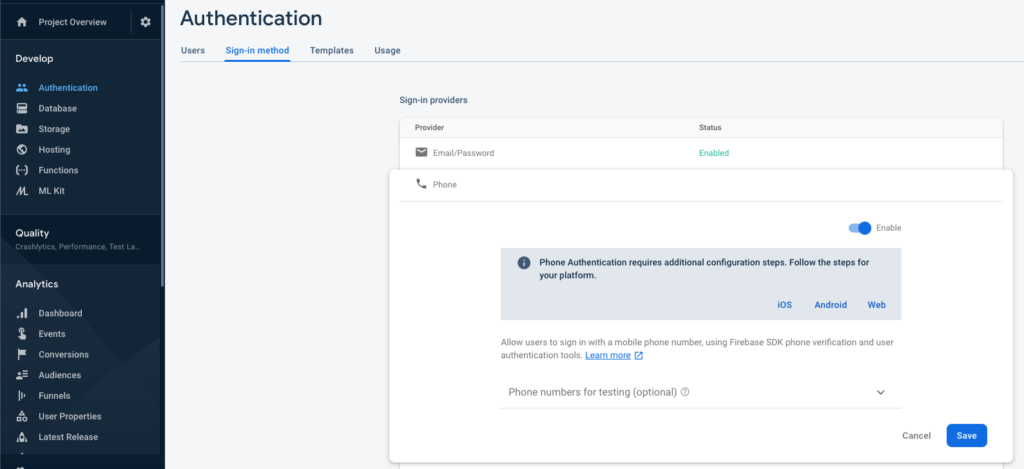 Project Overview
Develop
Authentication
Database
Storage
Hosting
Functions
ML Kit
Quality
Crashlytics, Performance, Test La...
Analytics
Dashboard
Events
Conversions
Audiences
Funnels
User Properties
Latest Release
Authentication
Users Sign-in method Templates Usage
Sign-in providers
Provider Status
Email/Password Enabled
Phone
Enable
Phone Authentication requires additional configuration steps. Follow the steps for
your platform.
iOS Android Web
Allow users to sign in with a mobile phone number, using Firebase SDK phone verification and user
authentication tools. Learn more
Phone numbers for testing (optional)
Cancel Save